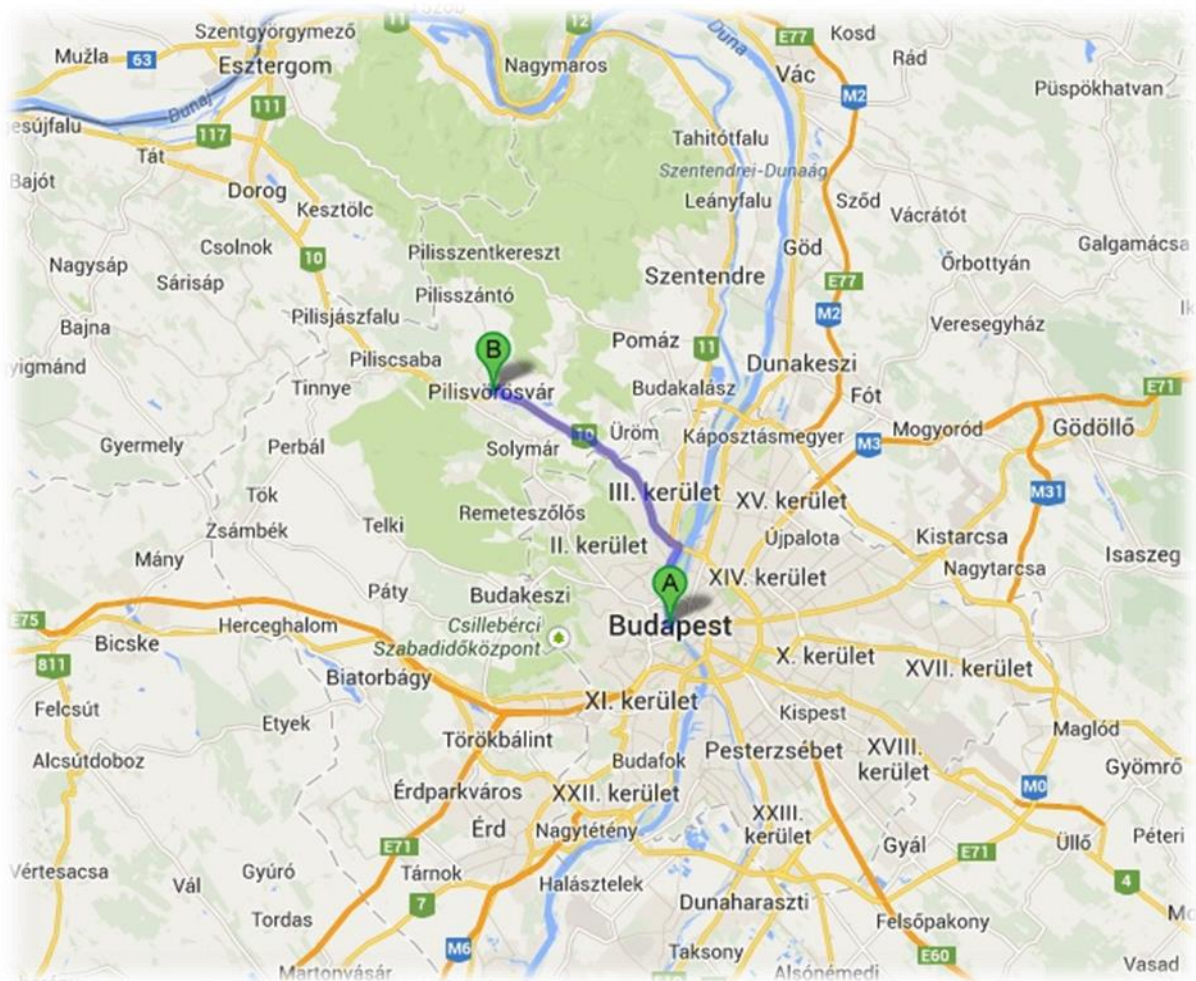 11
12
E77
Kosd
Szentgyörgymező
Mužla
63
Esztergom
Nagymaros
Duna
Vác
Rád
Püspökhatvan
M2
Dunaj
111
117
Tát
Tahitótfalu
Szentendrei-Dunaág
Bajót
Dorog
Kesztölc
Leányfalu
Sződ
Vácrátót
Csolnok
10
Pilisszentkereszt
Göd
Galgamácsa
Nagysáp
Sárisáp
Pilisszántó
Szentendre
E77
Őrbottyán
Bajna
Pilisjászfalu
M2
Veresegyház
B
Pomáz
11
Piliscsaba
Dunakeszi
Tinnye
Pilisvörösvár
Budakalász
Fót
E71
Gyermely
Perbál
Solymár
10
Üröm
Káposztásmegyer
M3
Mogyoród
Gödöllő
Tök
III. kerület
XV. kerület
M31
Zsámbék
Telki
Remeteszőlős
II. kerület
Újpalota
Kistarcsa
Isaszeg
Mány
Nagytarcsa
Páty
Budakeszi
A
XIV. kerület
E75
Bicske
Herceghalom
Csillebérci
Szabadidőközpont
Budapest
811
Biatorbágy
X. kerület
XVII. kerület
Felcsút
Etyek
XI. kerület
Kispest
Maglód
Alcsútdoboz
Törökbálint
Budafok
Pesterzsébet
XVIII.
kerület
Gyömrő
Érdparkváros
XXII. kerület
M0
Érd
Nagytétény
XXIII.
kerület
E71
Gyál
E71
Üllő
Péteri
Vértesacsa
Vál
Gyúró
Tárnok
7
Halásztelek
Dunaharaszti
4
Tordas
Felsőpakony
M6
Taksony
E60
Martonvásár
Alsónémedi
Vasad